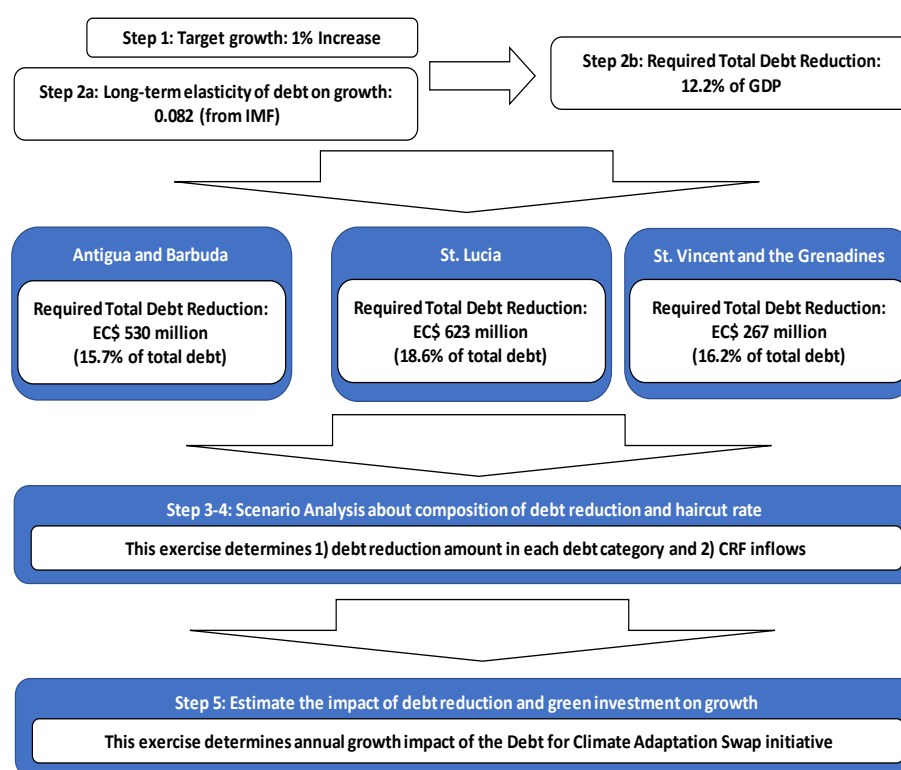 Step 1: Target growth: 1% Increase
Step 2a: Long-term elasticity of debt on growth:
0.082 (from IMF)
Step 2b: Required Total Debt Reduction:
12.2% of GDP
Antigua and Barbuda
Required Total Debt Reduction:
EC$ 530 million
(15.7% of total debt)
St. Lucia
Required Total Debt Reduction:
EC$ 623 million
(18.6% of total debt)
St. Vincent and the Grenadines
Required Total Debt Reduction:
EC$ 267 million
(16.2% of total debt)
Step 3-4: Scenario Analysis about composition of debt reduction and haircut rate
This exercise determines 1) debt reduction amount in each debt category and 2) CRF inflows
Step 5: Estimate the impact of debt reduction and green investment on growth
This exercise determines annual growth impact of the Debt for Climate Adaptation Swap initiative